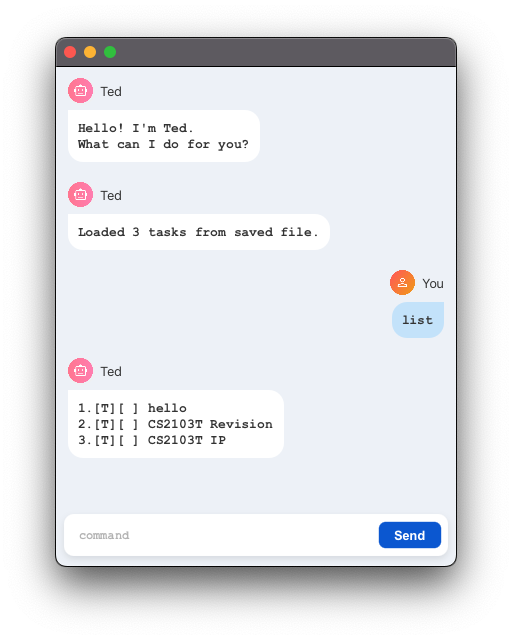 Ted
Hello! I'm Ted.
What can I do for you?
Ted
Loaded 3 tasks from saved file.
You
list
Ted
1.[T][ ] hello
2.[T][ ] CS2103T Revision
3.[T][ ] CS2103T IP
command
Send